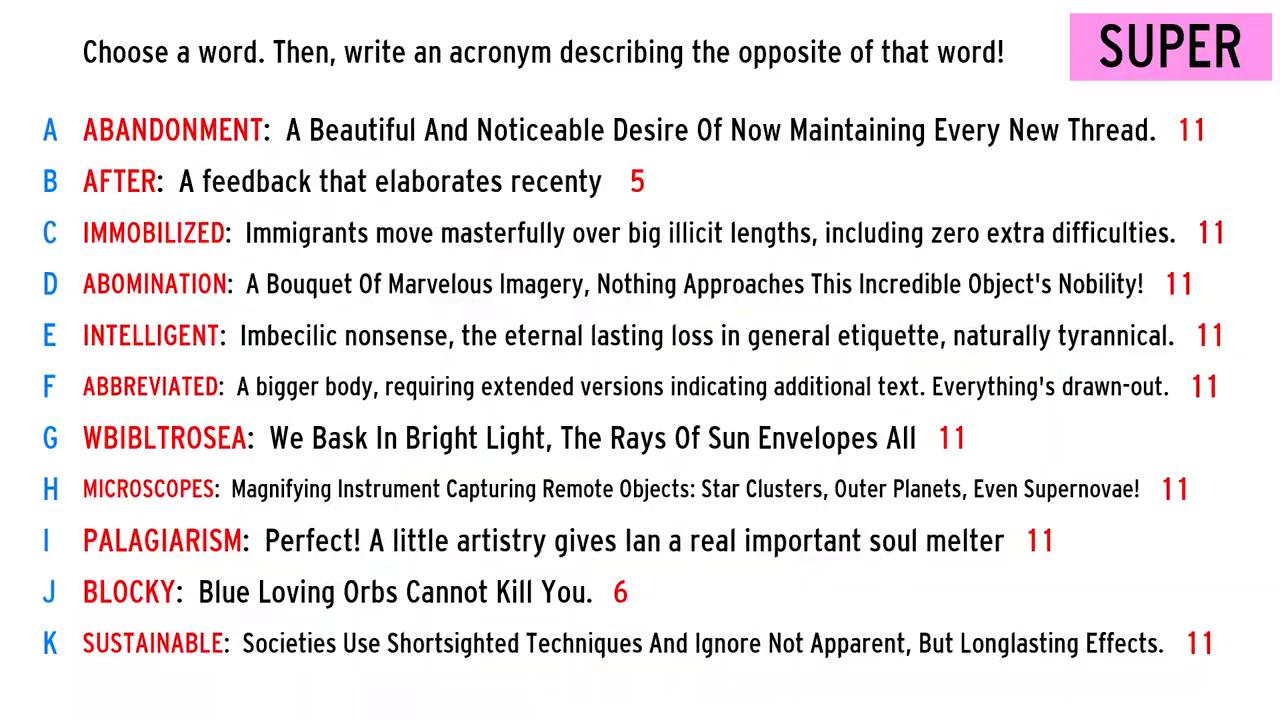 Choose a word. Then, write an acronym describing the opposite of that word!
SUPER
A ABANDONMENT: A Beautiful And Noticeable Desire Of Now Maintaining Every New Thread. 11
B AFTER: A feedback that elaborates recenty 5
C IMMOBILIZED: Immigrants move masterfully over big illicit lengths, including zero extra difficulties. 11
D ABOMINATION: A Bouquet Of Marvelous Imagery, Nothing Approaches This Incredible Object's Nobility! 11
E INTELLIGENT: Imbecilic nonsense, the eternal lasting loss in general etiquette, naturally tyrannical. 11
F ABBREVIATED: A bigger body, requiring extended versions indicating additional text. Everything's drawn-out. 11
G WBIBLTROSEA: We Bask In Bright Light, The Rays Of Sun Envelopes All 11
H MICROSCOPES: Magnifying Instrument Capturing Remote Objects: Star Clusters, Outer Planets, Even Supernovae! 11
I PALAGIARISM: Perfect! A little artistry gives Ian a real important soul melter 11
J BLOCKY: Blue Loving Orbs Cannot Kill You. 6
K SUSTAINABLE: Societies Use Shortsighted Techniques And Ignore Not Apparent, But Longlasting Effects. 11